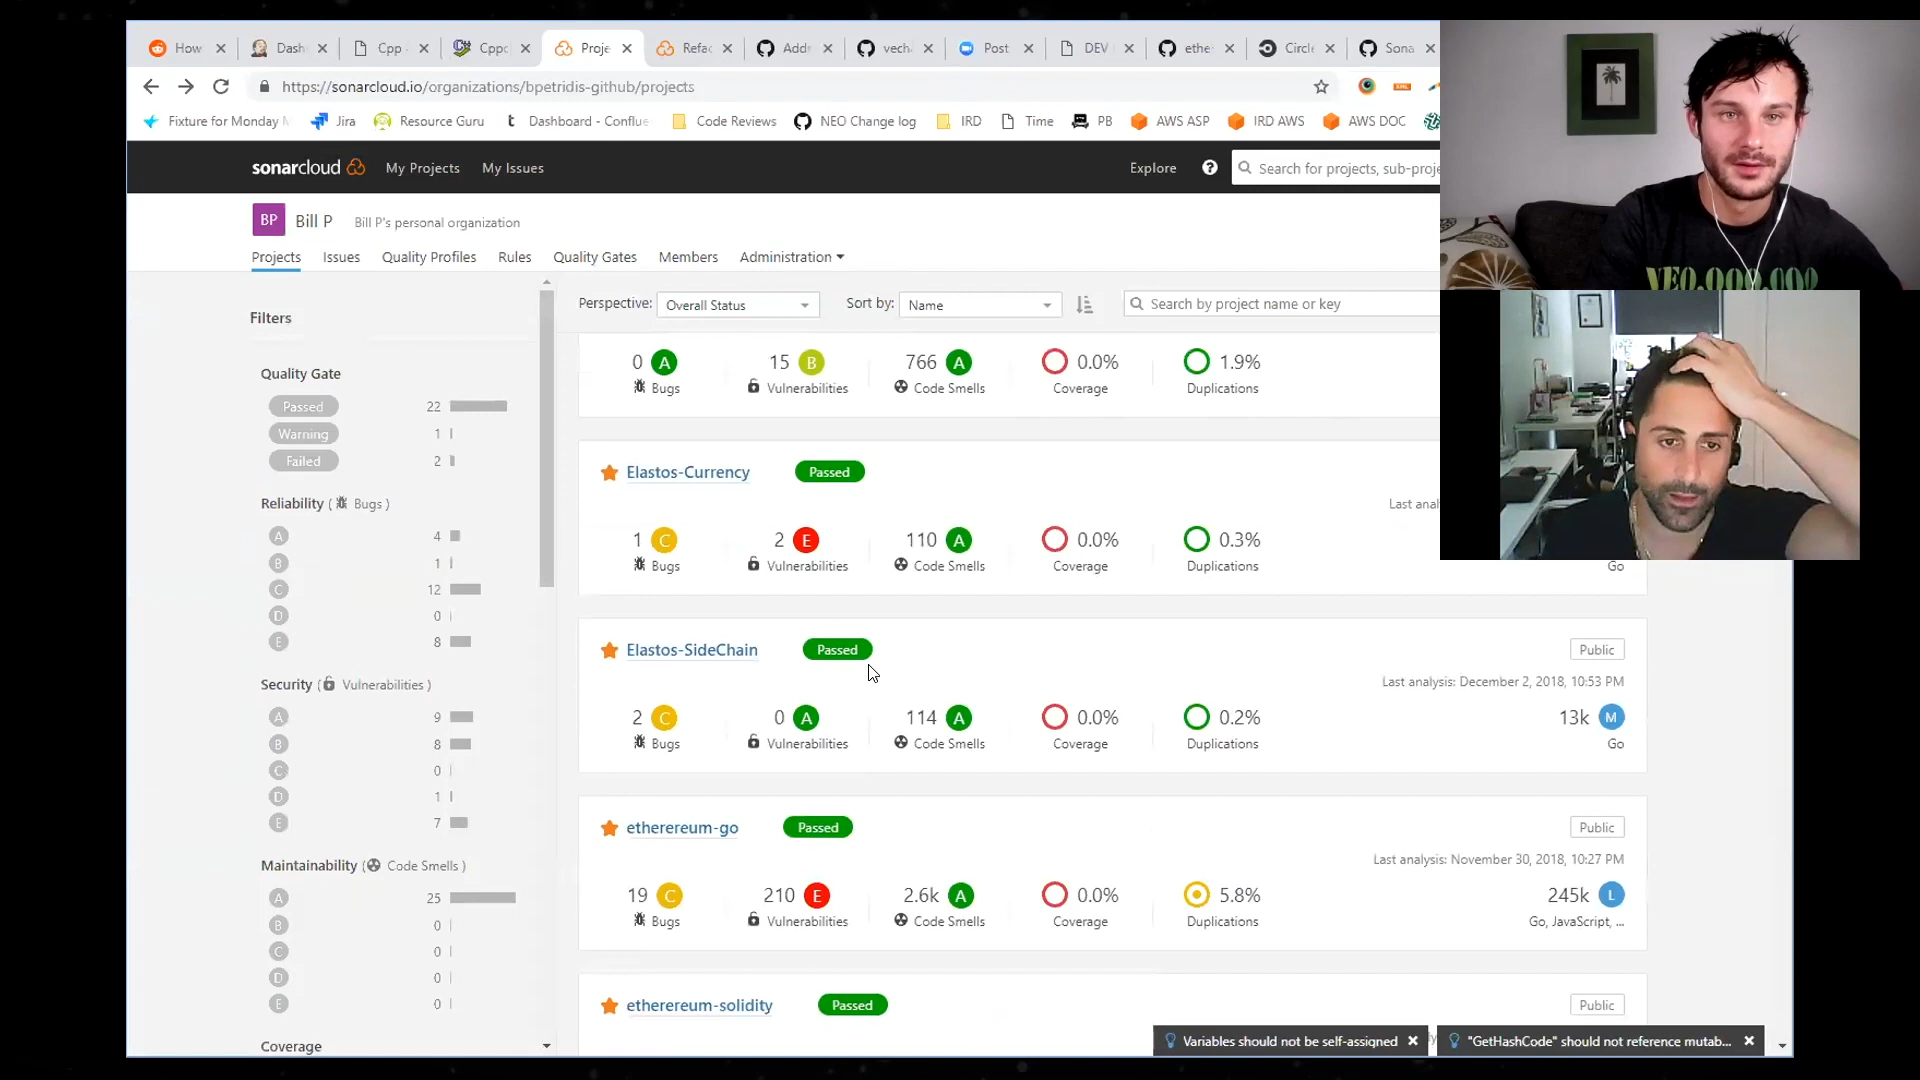 How
Dash
Cpp
Cppc
Proje
Refac
Addr
vech
Post
DEV
ethe
Circle
Sona
https://sonarcloud.io/organizations/bpetridis-github/projects
Fixture for Monday
Jira
Resource Guru
Dashboard - Conflue
Code Reviews
NEO Change log
IRD
Time
PB
AWS ASP
IRD AWS
AWS DOC
sonarcloud
My Projects
My Issues
Explore
Search for projects, sub-proje
BP
Bill P
Bill P's personal organization
Projects
Issues
Quality Profiles
Rules
Quality Gates
Members
Administration
Filters
Perspective: Overall Status
Sort by: Name
Search by project name or key
Quality Gate
Passed 22
Warning 1
Failed 2
Reliability ( Bugs )
A 4
B 1
C 12
D 0
E 8
Security ( Vulnerabilities )
A 9
B 8
C 0
D 1
E 7
Maintainability ( Code Smells )
A 25
B 0
C 0
D 0
E 0
Coverage
0 A 15 B 766 A 0.0% 1.9%
Bugs Vulnerabilities Code Smells Coverage Duplications
Elastos-Currency Passed
Last analy
1 C 2 E 110 A 0.0% 0.3%
Bugs Vulnerabilities Code Smells Coverage Duplications Go
Elastos-SideChain Passed Public
Last analysis: December 2, 2018, 10:53 PM
2 C 0 A 114 A 0.0% 0.2% 13k M
Bugs Vulnerabilities Code Smells Coverage Duplications Go
etherereum-go Passed Public
Last analysis: November 30, 2018, 10:27 PM
19 C 210 E 2.6k A 0.0% 5.8% 245k L
Bugs Vulnerabilities Code Smells Coverage Duplications Go, JavaScript, ...
etherereum-solidity Passed Public
Variables should not be self-assigned
"GetHashCode" should not reference mutab...